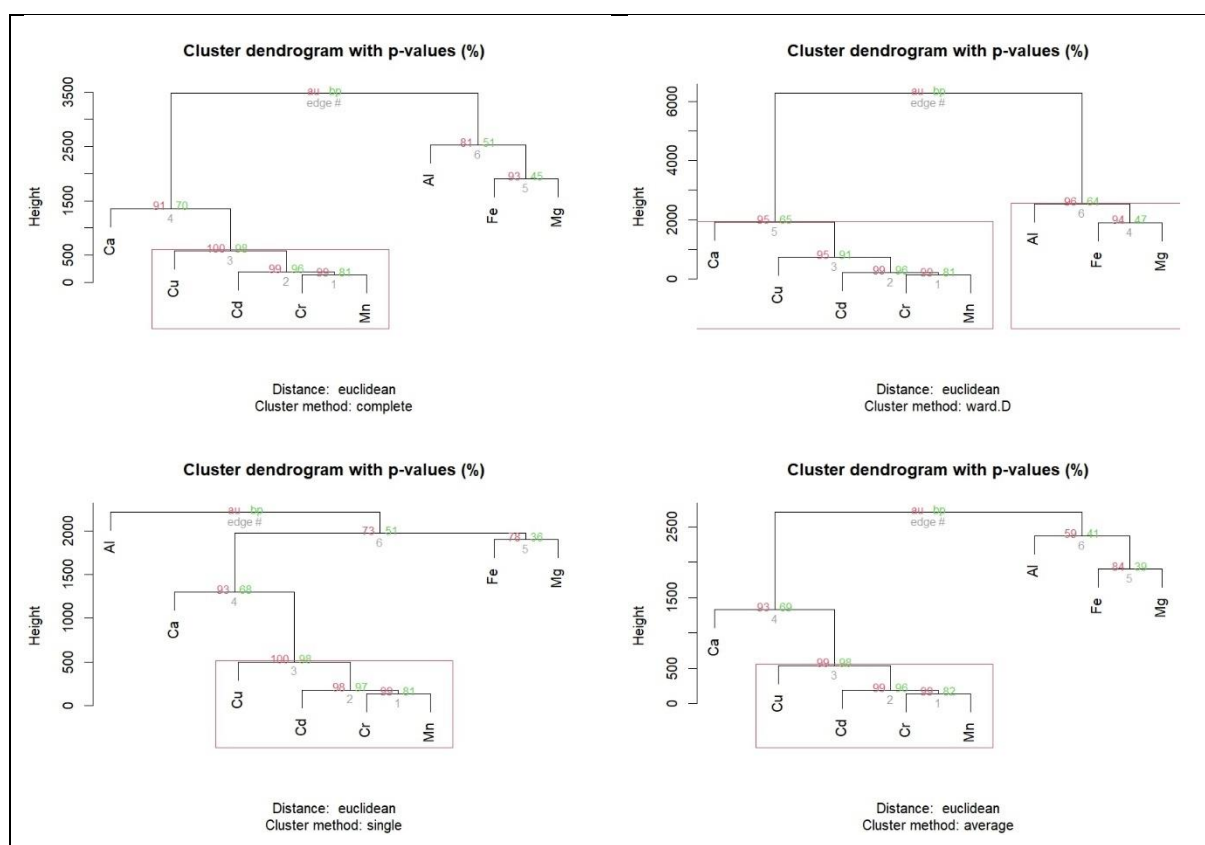 Cluster dendrogram with p-values (%)
Height
3500
2500
1500
500
0
au bp
edge #
81 51
6
Al
93 45
5
Fe
Mg
91 70
4
Ca
100 98
3
Cu
99 96
2
Cd
99 81
1
Cr
Mn
Distance: euclidean
Cluster method: complete
Cluster dendrogram with p-values (%)
Height
6000
4000
2000
0
au bp
edge #
96 64
6
Al
94 47
4
Fe
Mg
95 65
5
Ca
95 91
3
Cu
99 96
2
Cd
99 81
1
Cr
Mn
Distance: euclidean
Cluster method: ward.D
Cluster dendrogram with p-values (%)
Height
2000
1500
1000
500
0
Al
au bp
edge #
73 51
6
78 36
5
Fe
Mg
93 68
4
Ca
100 98
3
Cu
98 97
2
Cd
99 81
1
Cr
Mn
Distance: euclidean
Cluster method: single
Cluster dendrogram with p-values (%)
Height
2500
1500
500
0
au bp
edge #
59 41
6
Al
84 39
5
Fe
Mg
93 69
4
Ca
99 98
3
Cu
99 96
2
Cd
99 82
1
Cr
Mn
Distance: euclidean
Cluster method: average